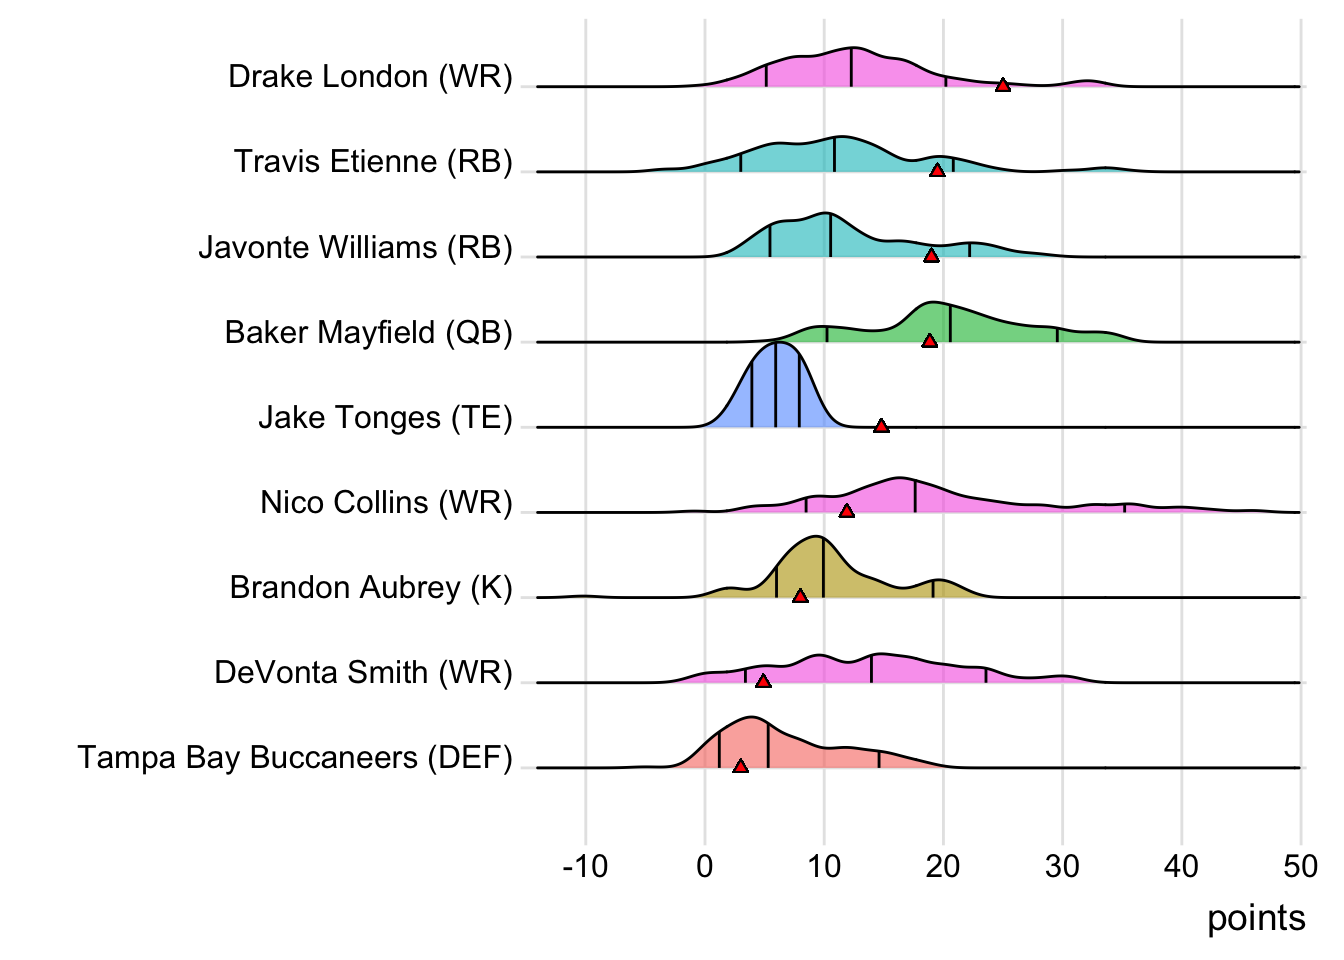 Drake London (WR)
Travis Etienne (RB)
Javonte Williams (RB)
Baker Mayfield (QB)
Jake Tonges (TE)
Nico Collins (WR)
Brandon Aubrey (K)
DeVonta Smith (WR)
Tampa Bay Buccaneers (DEF)
-10 0 10 20 30 40 50
points